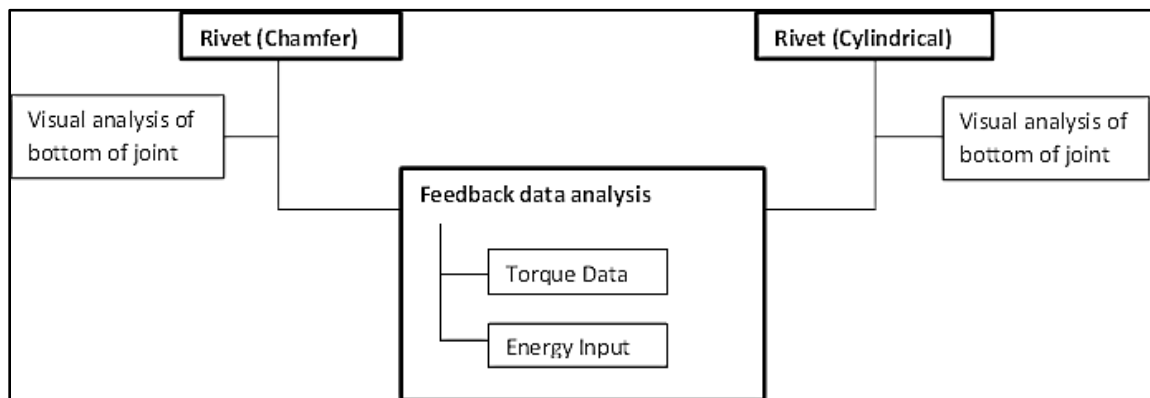 Rivet (Chamfer)
Rivet (Cylindrical)
Visual analysis of
bottom of joint
Visual analysis of
bottom of joint
Feedback data analysis
Torque Data
Energy Input